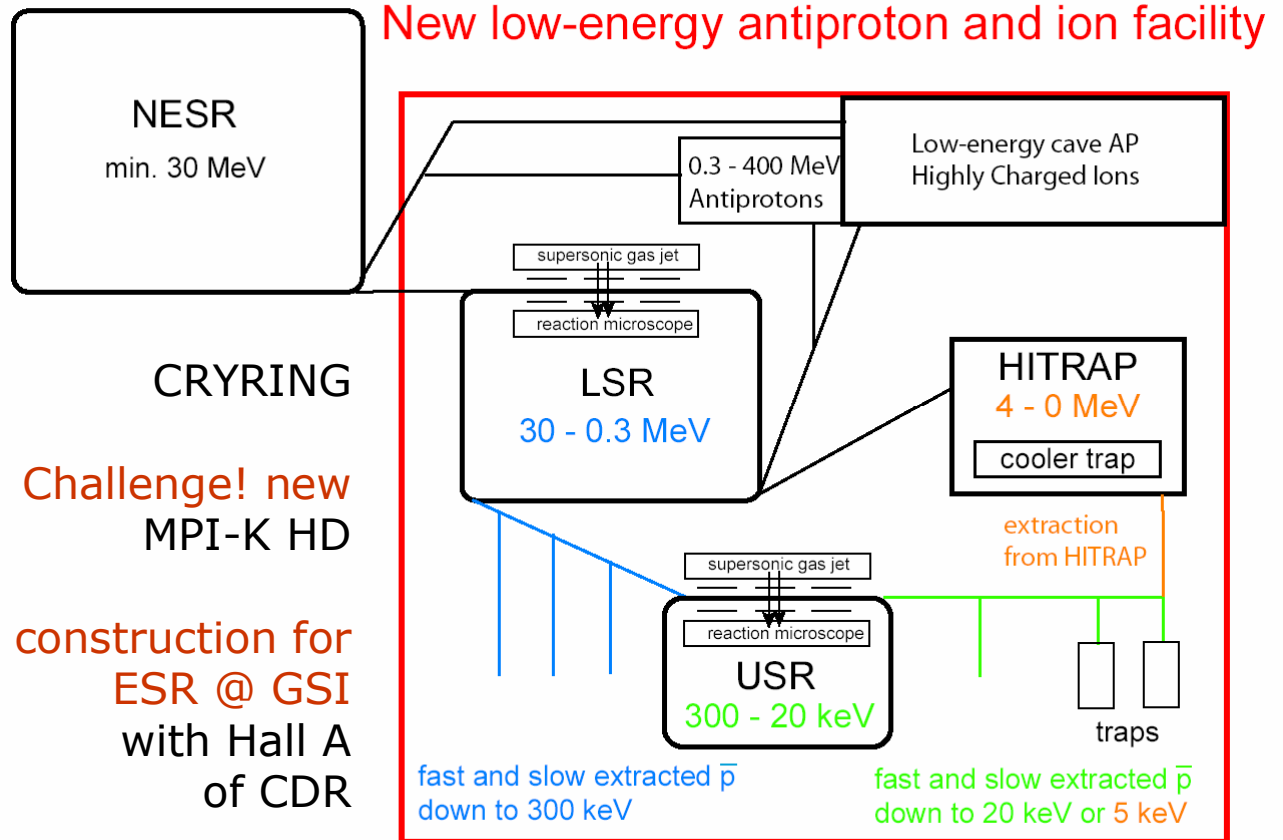 New low-energy antiproton and ion facility
NESR
min. 30 MeV
0.3 - 400 MeV
Antiprotons
Low-energy cave AP
Highly Charged Ions
supersonic gas jet
reaction microscope
LSR
30 - 0.3 MeV
HITRAP
4 - 0 MeV
cooler trap
extraction
from HITRAP
CRYRING
Challenge! new
MPI-K HD
construction for
ESR @ GSI
with Hall A
of CDR
supersonic gas jet
reaction microscope
USR
300 - 20 keV
traps
fast and slow extracted p̅
down to 300 keV
fast and slow extracted p̅
down to 20 keV or 5 keV